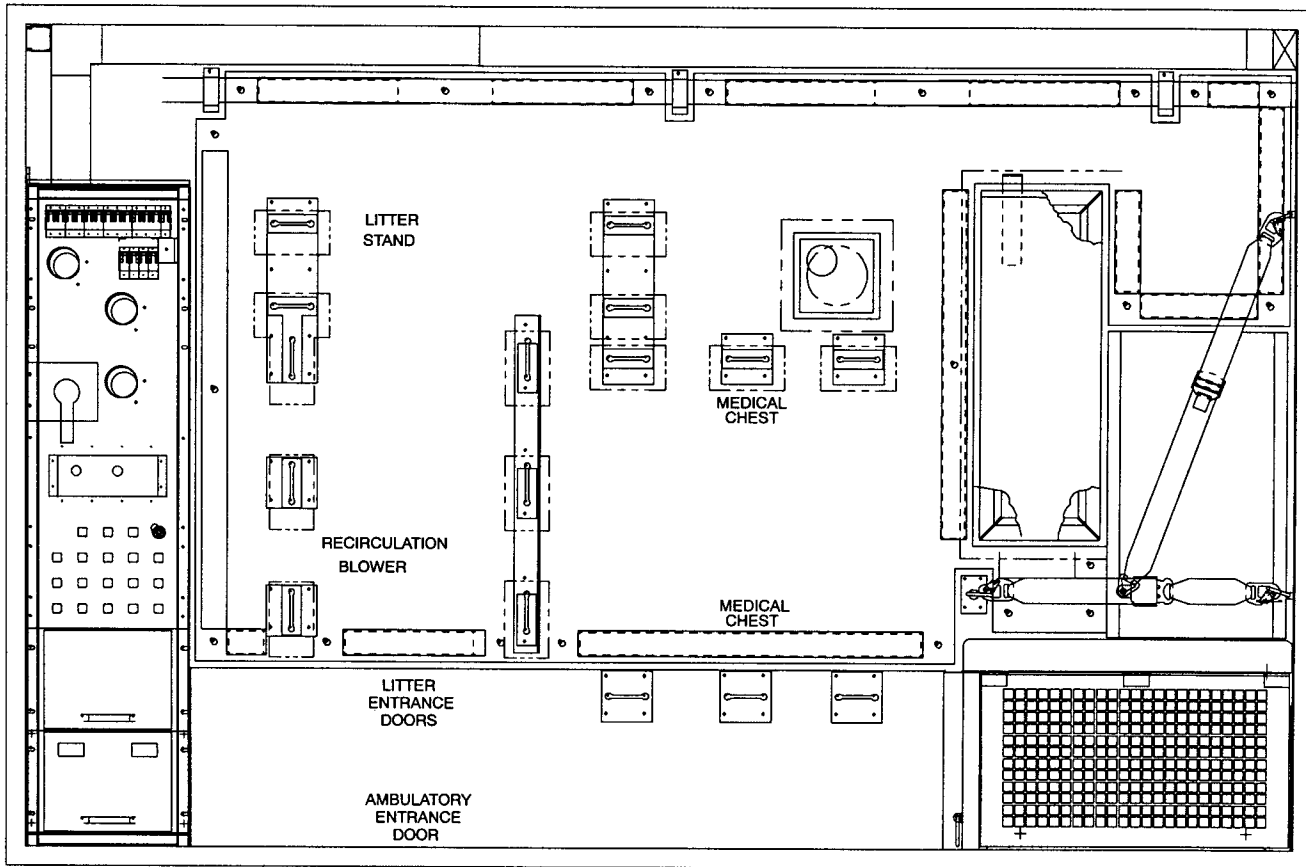 LITTER
STAND
MEDICAL
CHEST
RECIRCULATION
BLOWER
MEDICAL
CHEST
LITTER
ENTRANCE
DOORS
AMBULATORY
ENTRANCE
DOOR